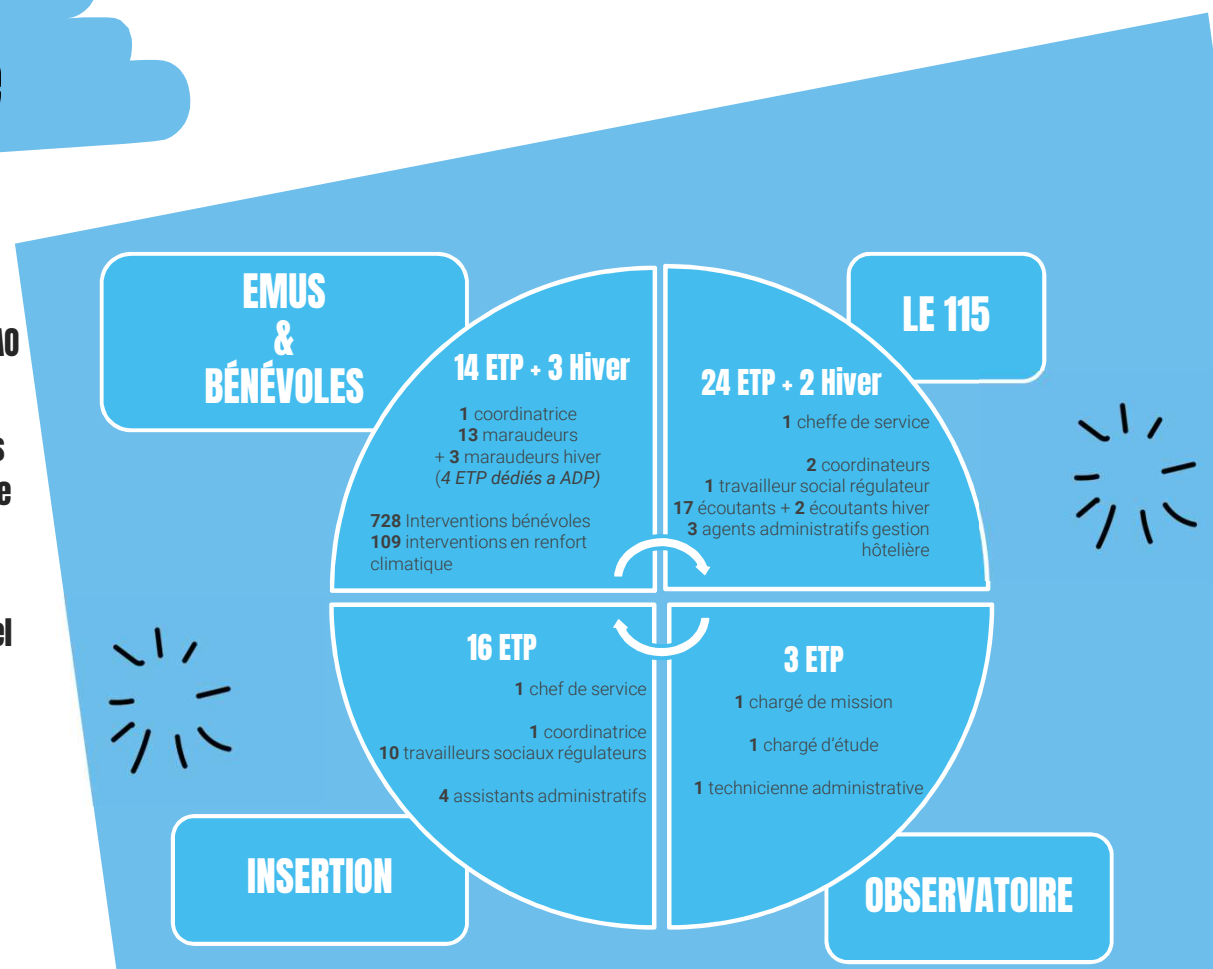 EMUS
&
BÉNÉVOLES
14 ETP + 3 Hiver
1 coordinatrice
13 maraudeurs
+ 3 maraudeurs hiver
(4 ETP dédiés a ADP)
728 Interventions bénévoles
109 interventions en renfort
climatique
LE 115
24 ETP + 2 Hiver
1 cheffe de service
2 coordinateurs
1 travailleur social régulateur
17 écoutants + 2 écoutants hiver
3 agents administratifs gestion
hôtelière
16 ETP
1 chef de service
1 coordinatrice
10 travailleurs sociaux régulateurs
4 assistants administratifs
INSERTION
3 ETP
1 chargé de mission
1 chargé d'étude
1 technicienne administrative
OBSERVATOIRE